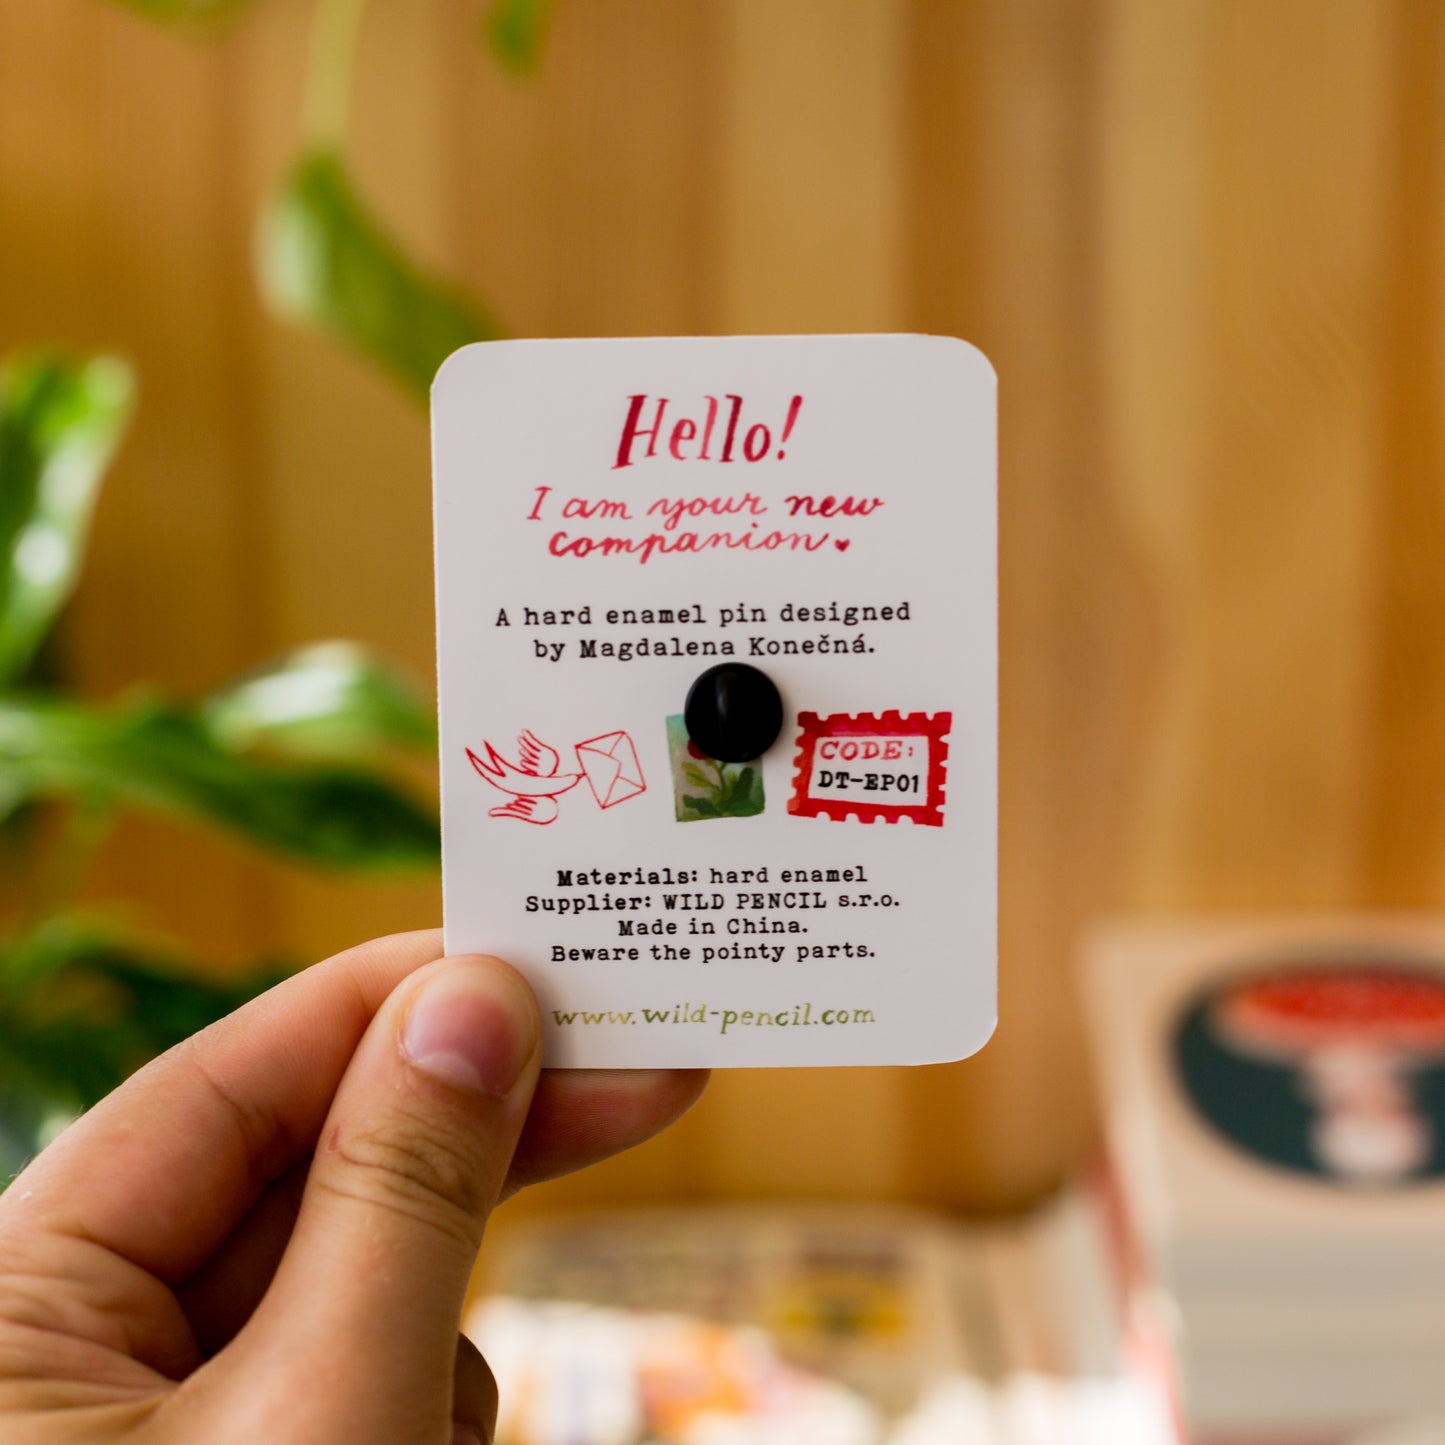 Hello!
I am your new
companion.
A hard enamel pin designed
by Magdalena Konečná.
CODE:
DT-EP01
Materials: hard enamel
Supplier: WILD PENCIL s.r.o.
Made in China.
Beware the pointy parts.
www.wild-pencil.com